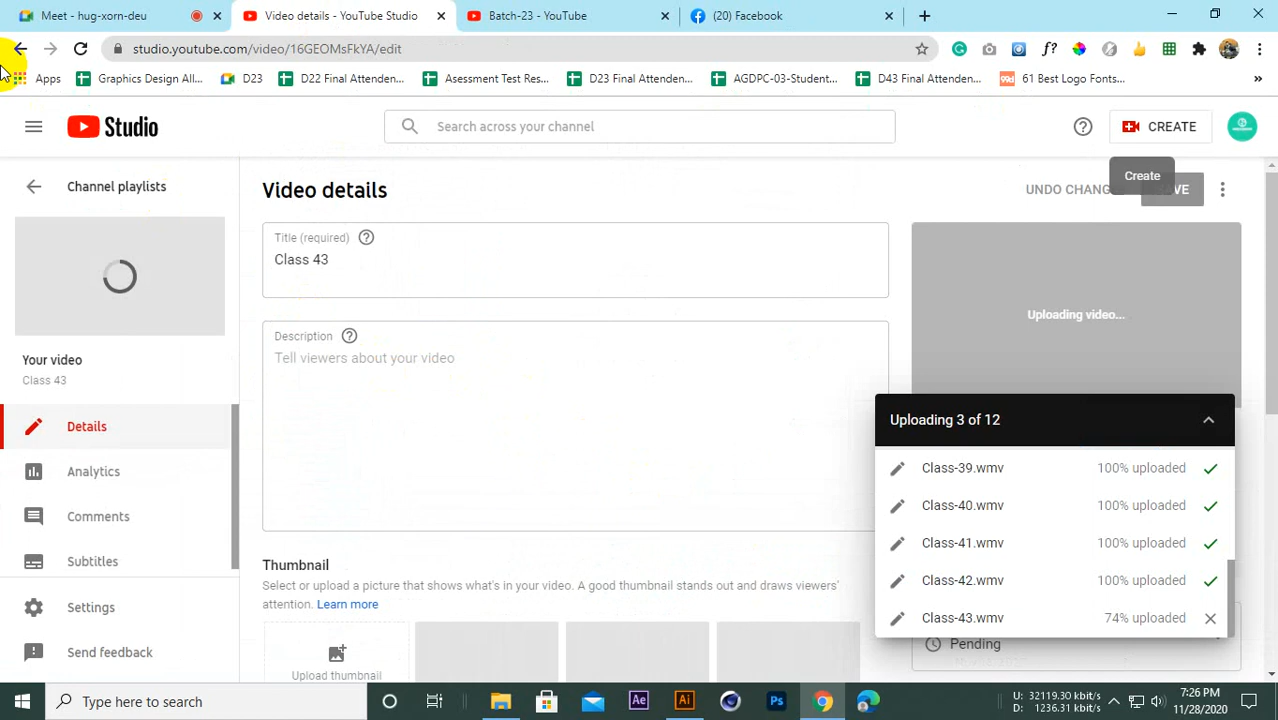 Meet - hug-xorn-deu
Video details - YouTube Studio
Batch-23 - YouTube
(20) Facebook
studio.youtube.com/video/16GEOMsFkYA/edit
Apps
Graphics Design All...
D23
D22 Final Attenden...
Asessment Test Res...
D23 Final Attenden...
AGDPC-03-Student...
D43 Final Attenden...
61 Best Logo Fonts...
Studio
Search across your channel
CREATE
Channel playlists
Video details
UNDO CHANG
Create
AVE
Title (required)
Class 43
Uploading video...
Description
Tell viewers about your video
Your video
Class 43
Details
Analytics
Comments
Subtitles
Settings
Send feedback
Uploading 3 of 12
Class-39.wmv 100% uploaded
Class-40.wmv 100% uploaded
Class-41.wmv 100% uploaded
Class-42.wmv 100% uploaded
Class-43.wmv 74% uploaded
Pending
Thumbnail
Select or upload a picture that shows what's in your video. A good thumbnail stands out and draws viewers'
attention. Learn more
Upload thumbnail
Type here to search
Ae
Ai
Ps
U: 32119.30 kbit/s
D: 1236.31 kbit/s
7:26 PM
11/28/2020